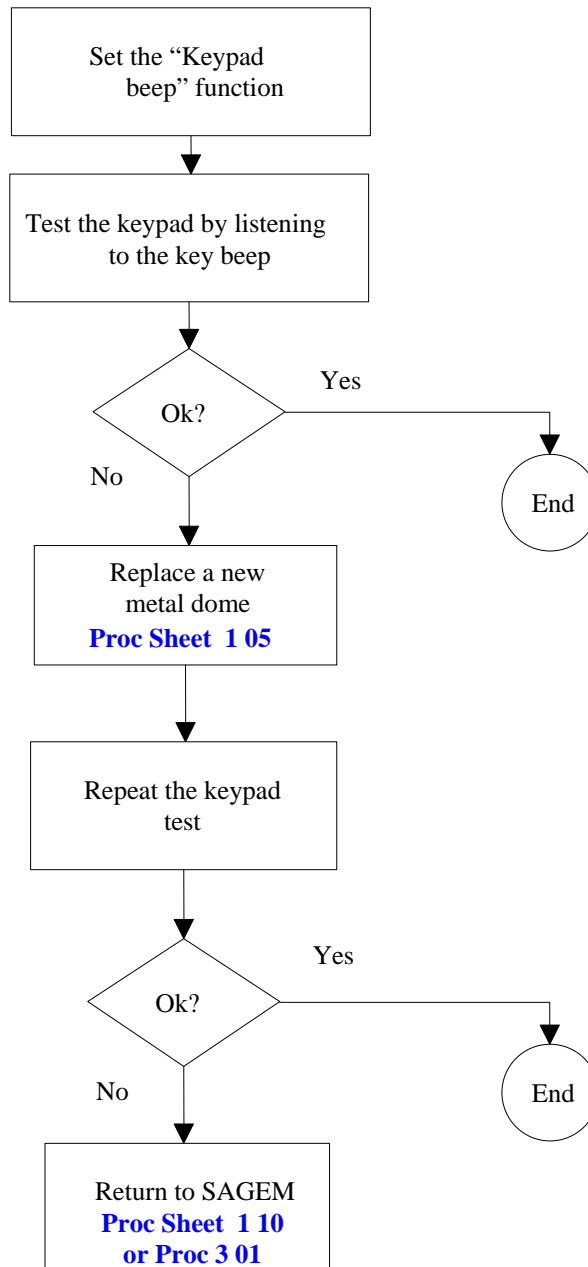 Set the “Keypad
beep” function
Test the keypad by listening
to the key beep
Ok?
Yes
End
No
Replace a new
metal dome
Proc Sheet 1 05
Repeat the keypad
test
Ok?
Yes
End
No
Return to SAGEM
Proc Sheet 1 10
or Proc 3 01